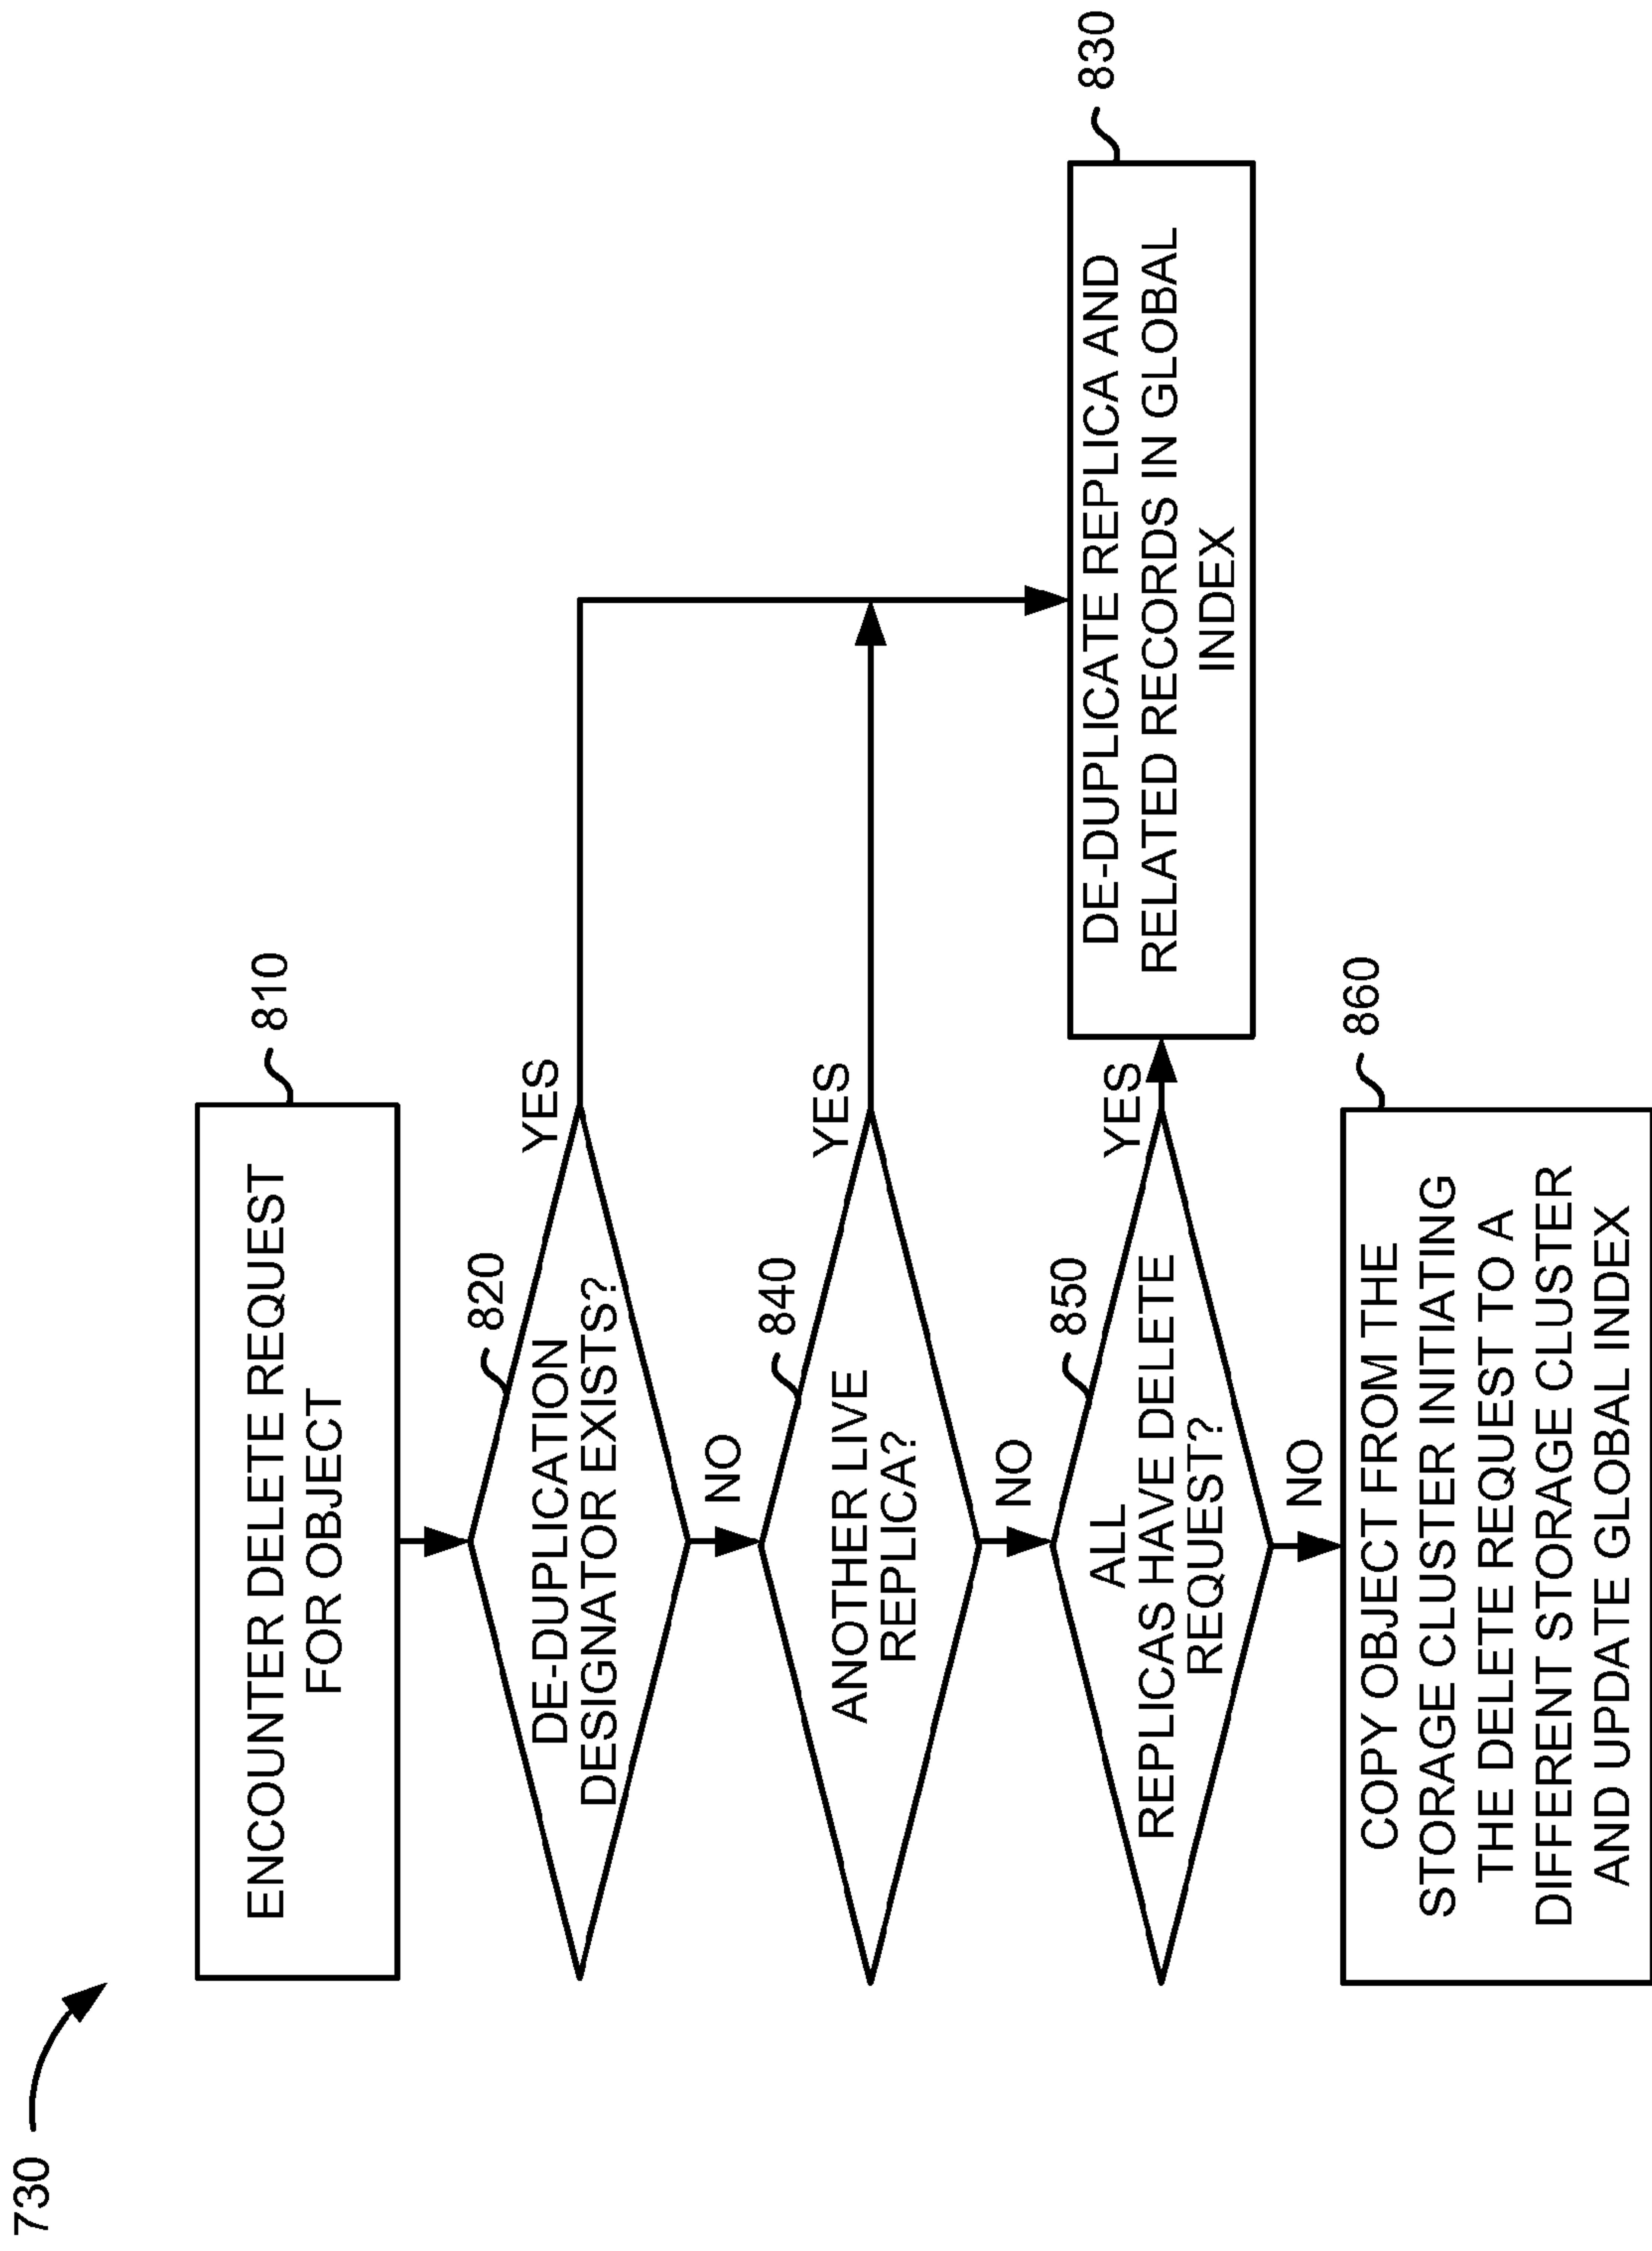 730
ENCOUNTER DELETE REQUEST
FOR OBJECT
810
820
DE-DUPLICATION
DESIGNATOR EXISTS?
YES
NO
840
ANOTHER LIVE
REPLICA?
YES
NO
850
ALL
REPLICAS HAVE DELETE
REQUEST?
YES
NO
830
DE-DUPLICATE REPLICA AND
RELATED RECORDS IN GLOBAL
INDEX
860
COPY OBJECT FROM THE
STORAGE CLUSTER INITIATING
THE DELETE REQUEST TO A
DIFFERENT STORAGE CLUSTER
AND UPDATE GLOBAL INDEX